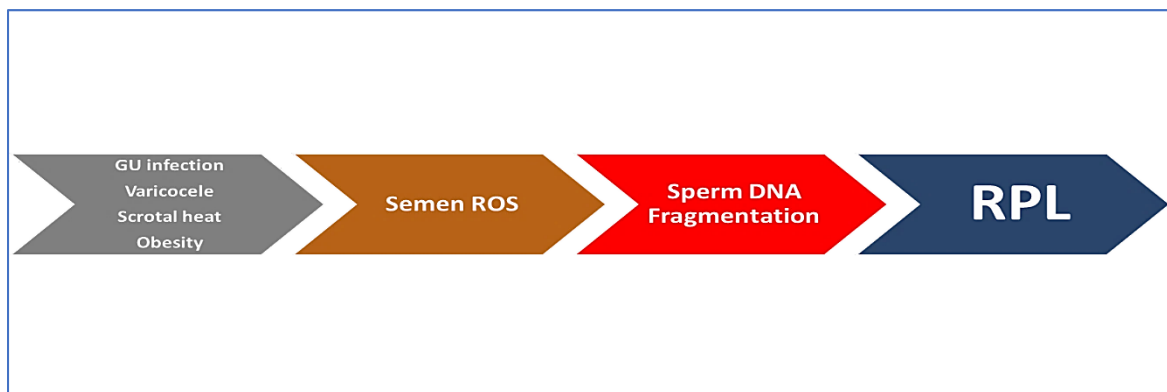 GU infection
Varicocele
Scrotal heat
Obesity
Semen ROS
Sperm DNA
Fragmentation
RPL